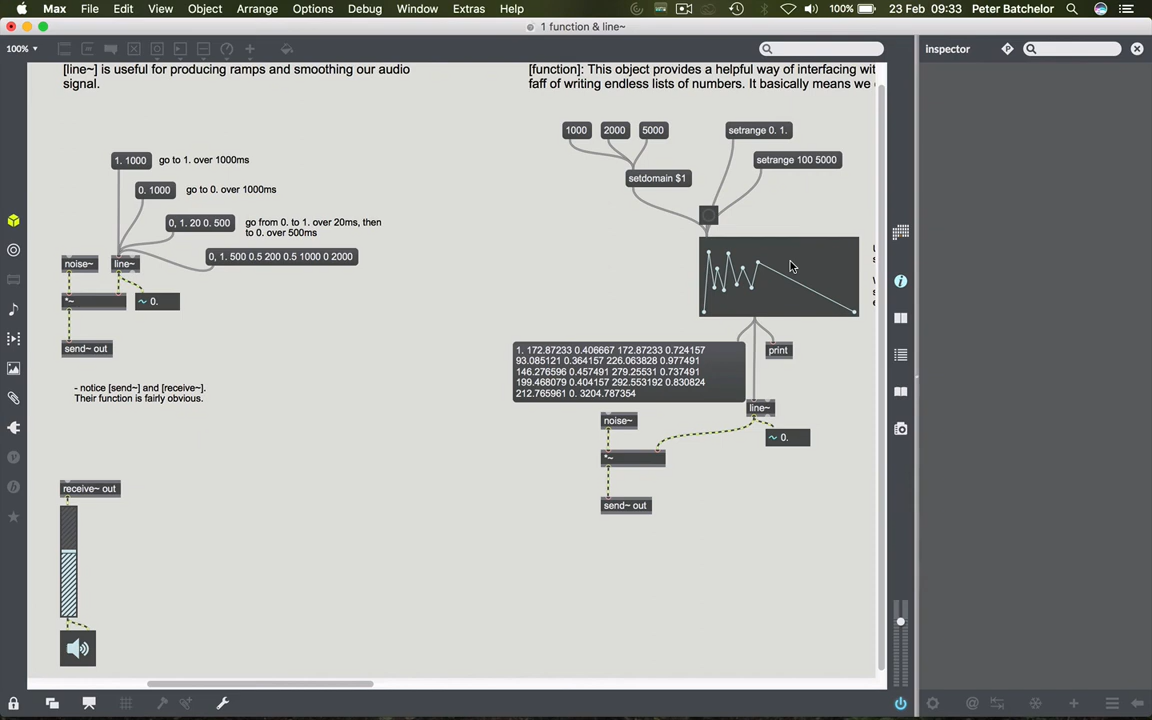 Max File Edit View Object Arrange Options Debug Window Extras Help 100% 23 Feb 09:33 Peter Batchelor
1 function & line~
100%
inspector
[line~] is useful for producing ramps and smoothing our audio
signal.
[function]: This object provides a helpful way of interfacing wit
faff of writing endless lists of numbers. It basically means we
1000 2000 5000
setrange 0. 1.
setrange 100 5000
setdomain $1
1. 1000
go to 1. over 1000ms
0. 1000
go to 0. over 1000ms
0, 1. 20 0. 500
go from 0. to 1. over 20ms, then
to 0. over 500ms
0, 1. 500 0.5 200 0.5 1000 0 2000
noise~
line~
*~
~ 0.
send~ out
- notice [send~] and [receive~].
Their function is fairly obvious.
receive~ out
1. 172.87233 0.406667 172.87233 0.724157
93.085121 0.364157 226.063828 0.977491
146.276596 0.457491 279.25531 0.737491
199.468079 0.404157 292.553192 0.830824
212.765961 0. 3204.787354
print
line~
noise~
~ 0.
*~
send~ out